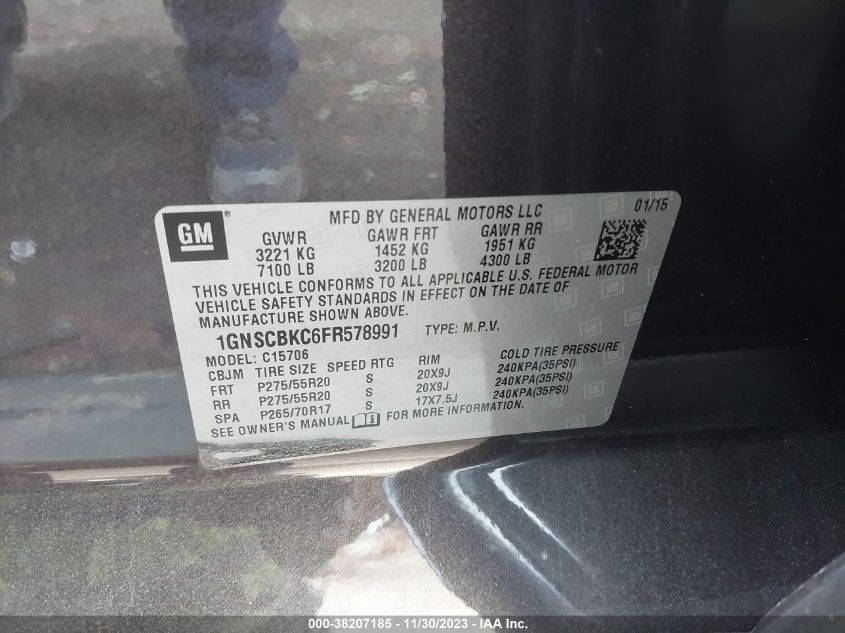 GM
MFD BY GENERAL MOTORS LLC 01/15
GVWR GAWR FRT GAWR RR
3221 KG 1452 KG 1951 KG
7100 LB 3200 LB 4300 LB
THIS VEHICLE CONFORMS TO ALL APPLICABLE U.S. FEDERAL MOTOR
VEHICLE SAFETY STANDARDS IN EFFECT ON THE DATE OF
MANUFACTURE SHOWN ABOVE.
1GNSCBKC6FR578991 TYPE: M.P.V.
MODEL: C15706
CBJM TIRE SIZE SPEED RTG RIM COLD TIRE PRESSURE
FRT P275/55R20 S 20X9J 240KPA(35PSI)
RR P275/55R20 S 20X9J 240KPA(35PSI)
SPA P265/70R17 S 17X7.5J 240KPA(35PSI)
SEE OWNER'S MANUAL FOR MORE INFORMATION.
000-38207185 - 11/30/2023 - IAA Inc.